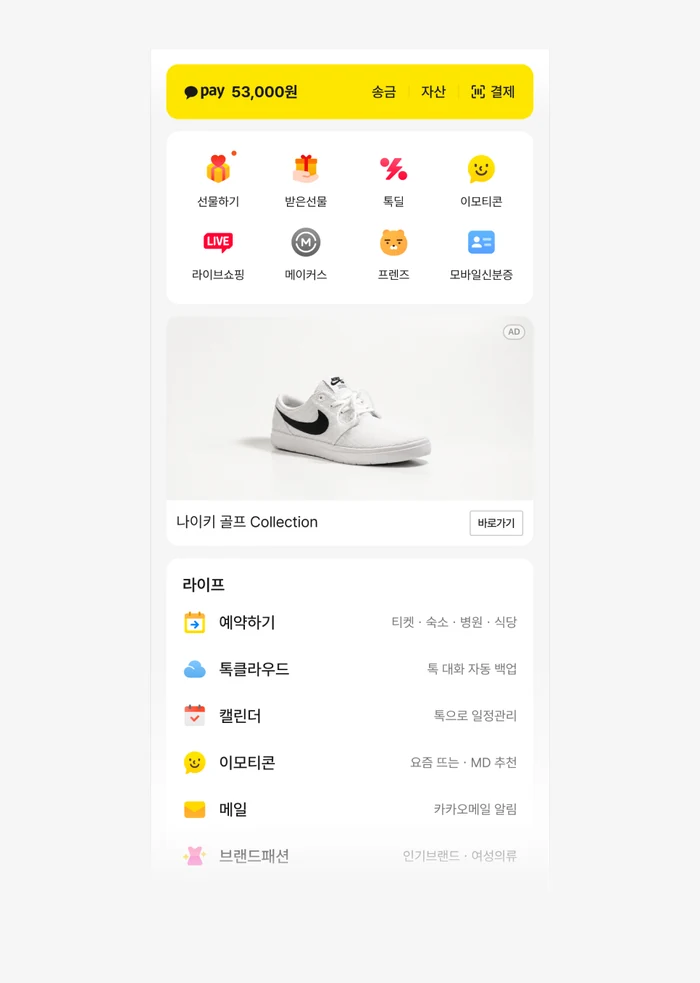 pay 53,000원 송금 자산 결제
선물하기 받은선물 톡딜 이모티콘
LIVE M
라이브쇼핑 메이커스 프렌즈 모바일신분증
AD
나이키 골프 Collection 바로가기
라이프
예약하기 티켓 · 숙소 · 병원 · 식당
톡클라우드 톡 대화 자동 백업
캘린더 톡으로 일정관리
이모티콘 요즘 뜨는 · MD 추천
메일 카카오메일 알림
브랜드패션 인기브랜드 · 여성의류